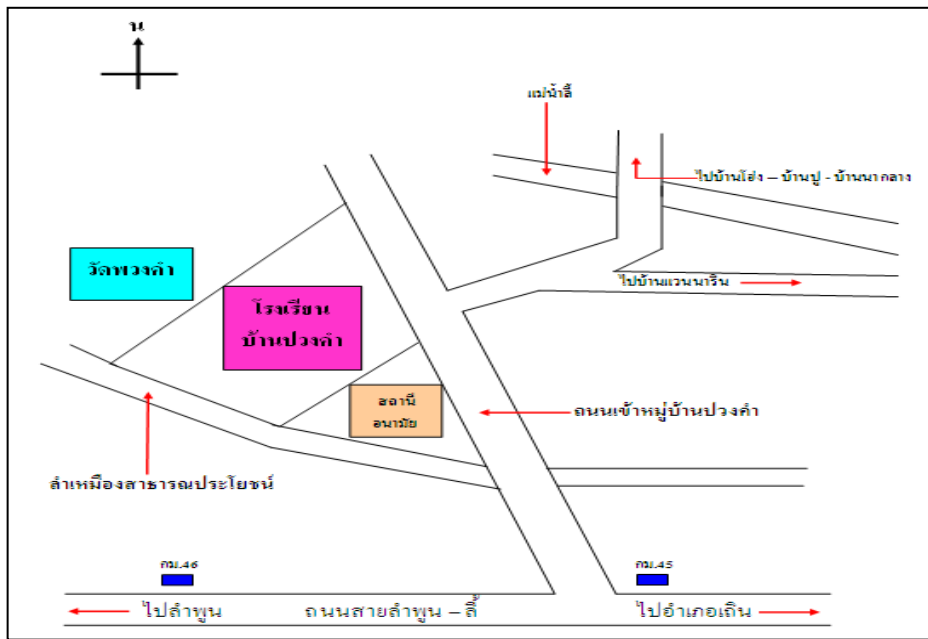 น
แม่น้ำลี้
ไปบ้านโฮ่ง – บ้านปู - บ้านนากลาง
วัดพวงคำ
ไปบ้านแวนนาริน
โรงเรียน
บ้านปวงคำ
สถานี
อนามัย
ถนนเข้าหมู่บ้านปวงคำ
ลำเหมืองสาธารณประโยชน์
กม.46
กม.45
ไปลำพูน
ถนนสายลำพูน – ลี้
ไปอำเภอเถิน